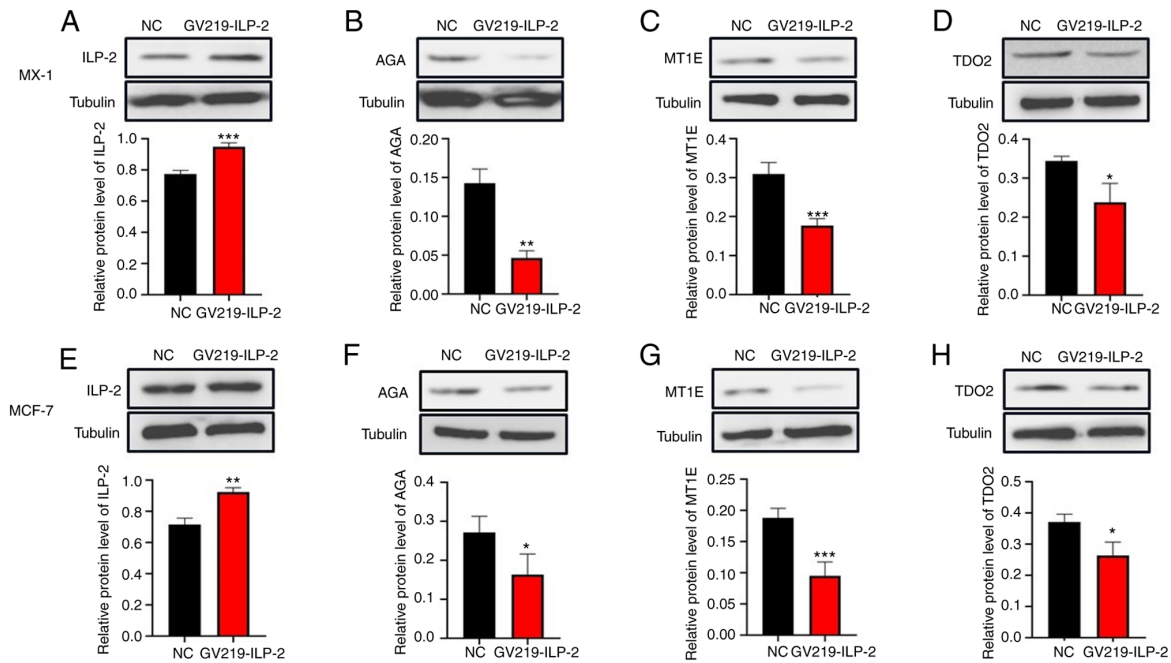 A
NC GV219-ILP-2
MX-1
ILP-2
Tubulin
Relative protein level of ILP-2
1.0
0.8
0.6
0.4
0.2
0.0
***
NC GV219-ILP-2
B
NC GV219-ILP-2
AGA
Tubulin
Relative protein level of AGA
0.20
0.15
0.10
0.05
0.00
**
NC GV219-ILP-2
C
NC GV219-ILP-2
MT1E
Tubulin
Relative protein level of MT1E
0.4
0.3
0.2
0.1
0.0
***
NC GV219-ILP-2
D
NC GV219-ILP-2
TDO2
Tubulin
Relative protein level of TDO2
0.4
0.3
0.2
0.1
0.0
*
NC GV219-ILP-2
E
NC GV219-ILP-2
MCF-7
ILP-2
Tubulin
Relative protein level of ILP-2
1.0
0.8
0.6
0.4
0.2
0.0
**
NC GV219-ILP-2
F
NC GV219-ILP-2
AGA
Tubulin
Relative protein level of AGA
0.4
0.3
0.2
0.1
0.0
*
NC GV219-ILP-2
G
NC GV219-ILP-2
MT1E
Tubulin
Relative protein level of MT1E
0.25
0.20
0.15
0.10
0.05
0.00
***
NC GV219-ILP-2
H
NC GV219-ILP-2
TDO2
Tubulin
Relative protein level of TDO2
0.5
0.4
0.3
0.2
0.1
0.0
*
NC GV219-ILP-2